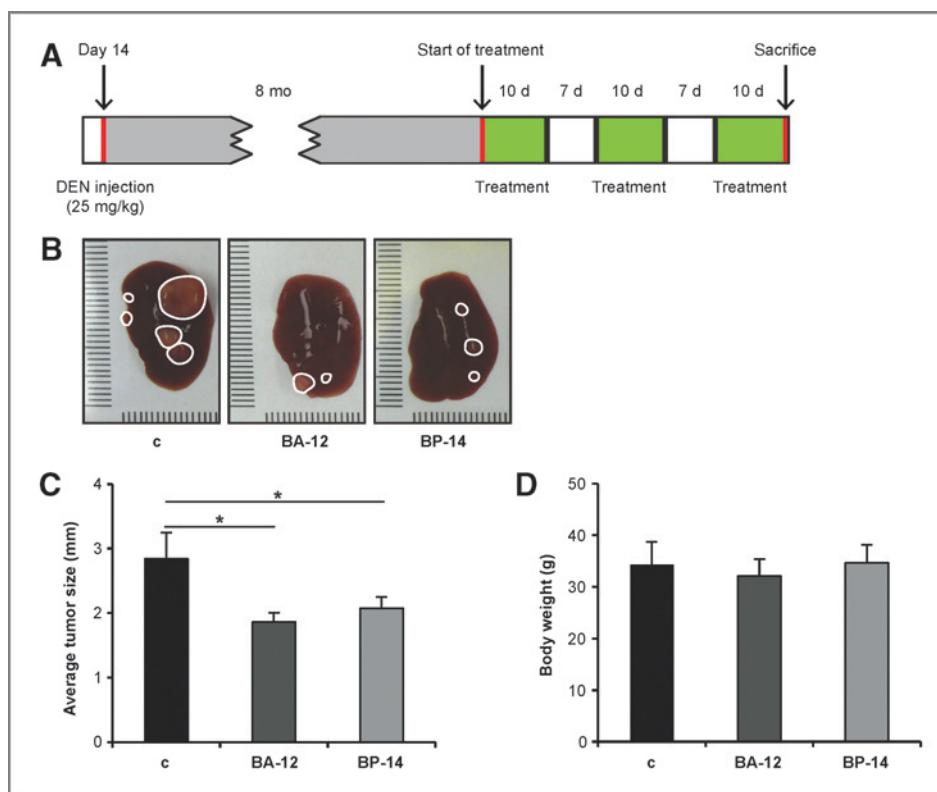 A
Day 14
Start of treatment
Sacrifice
8 mo
10 d 7 d 10 d 7 d 10 d
DEN injection
(25 mg/kg)
Treatment Treatment Treatment
B
c BA-12 BP-14
C
Average tumor size (mm)
4
3
2
1
0
* 
*
c BA-12 BP-14
D
Body weight (g)
50
40
30
20
10
0
c BA-12 BP-14